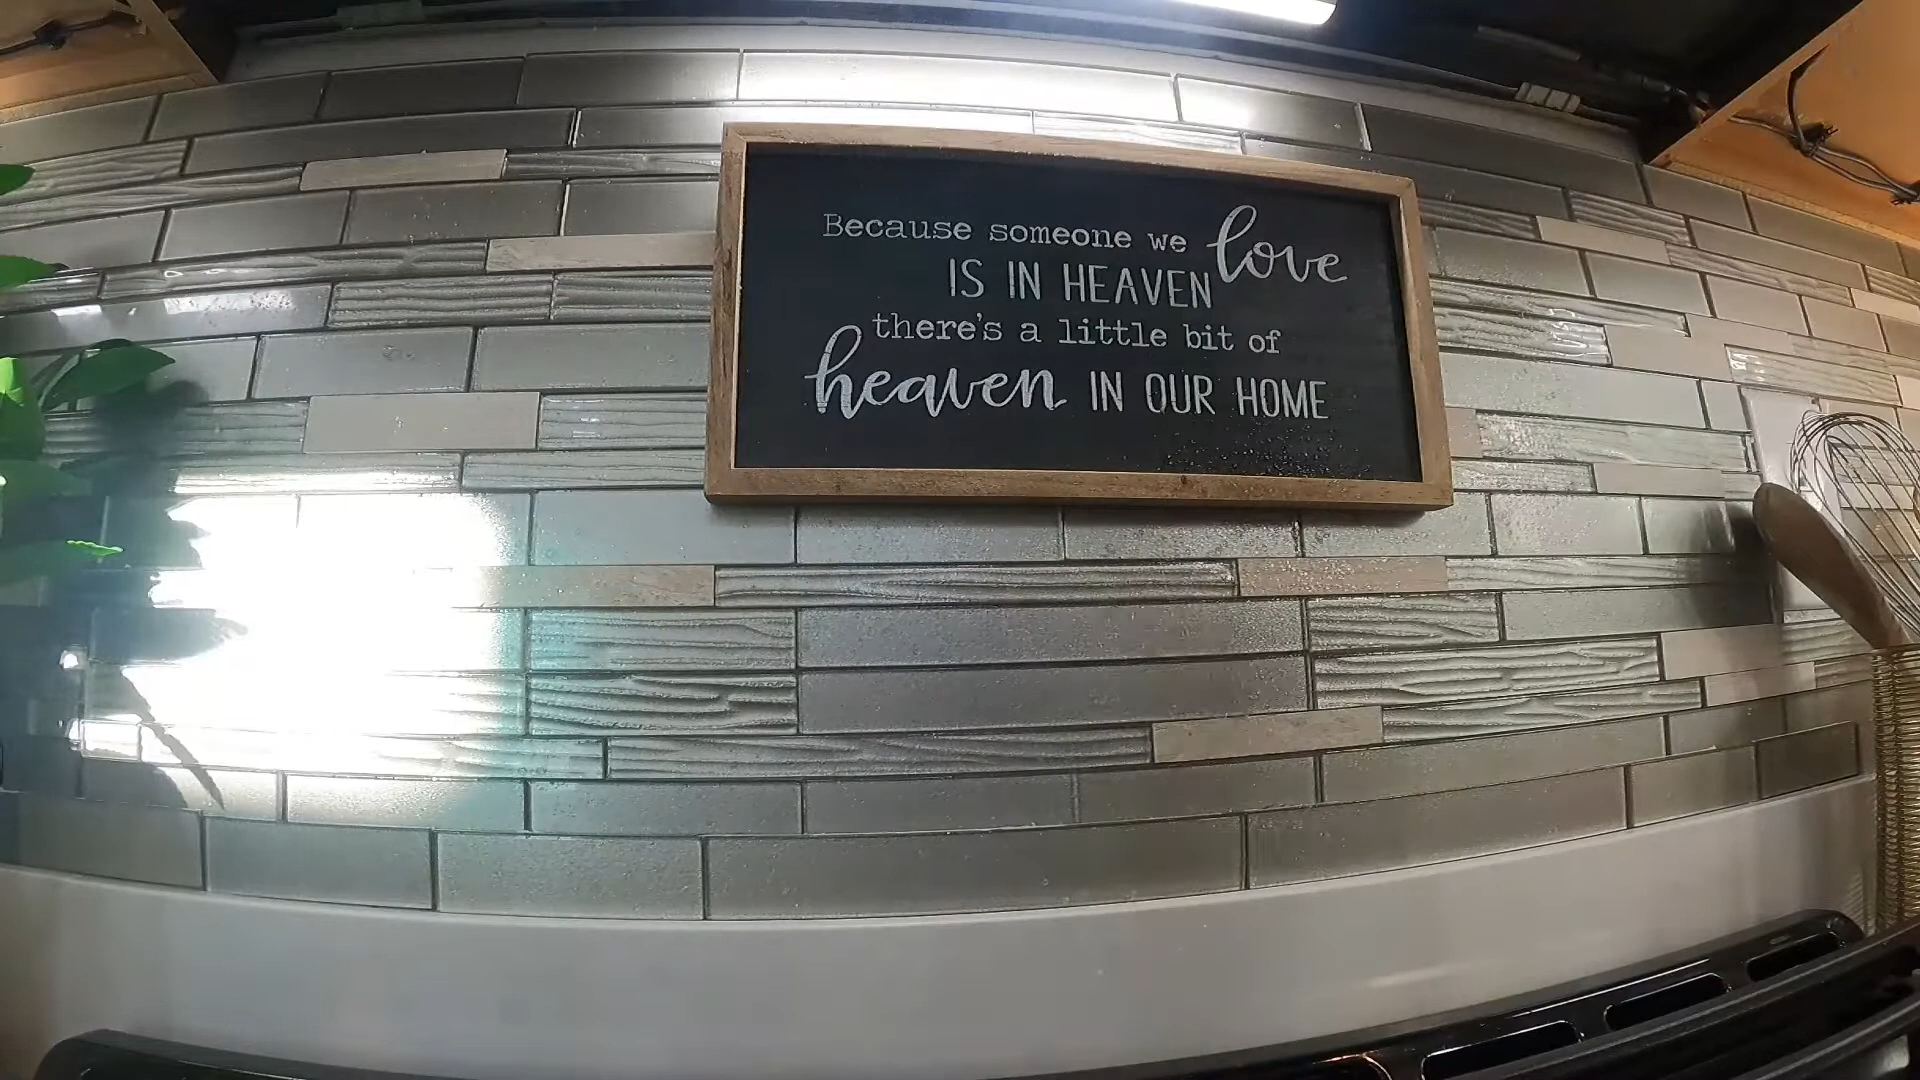 Because someone we love
IS IN HEAVEN
there's a little bit of
heaven IN OUR HOME